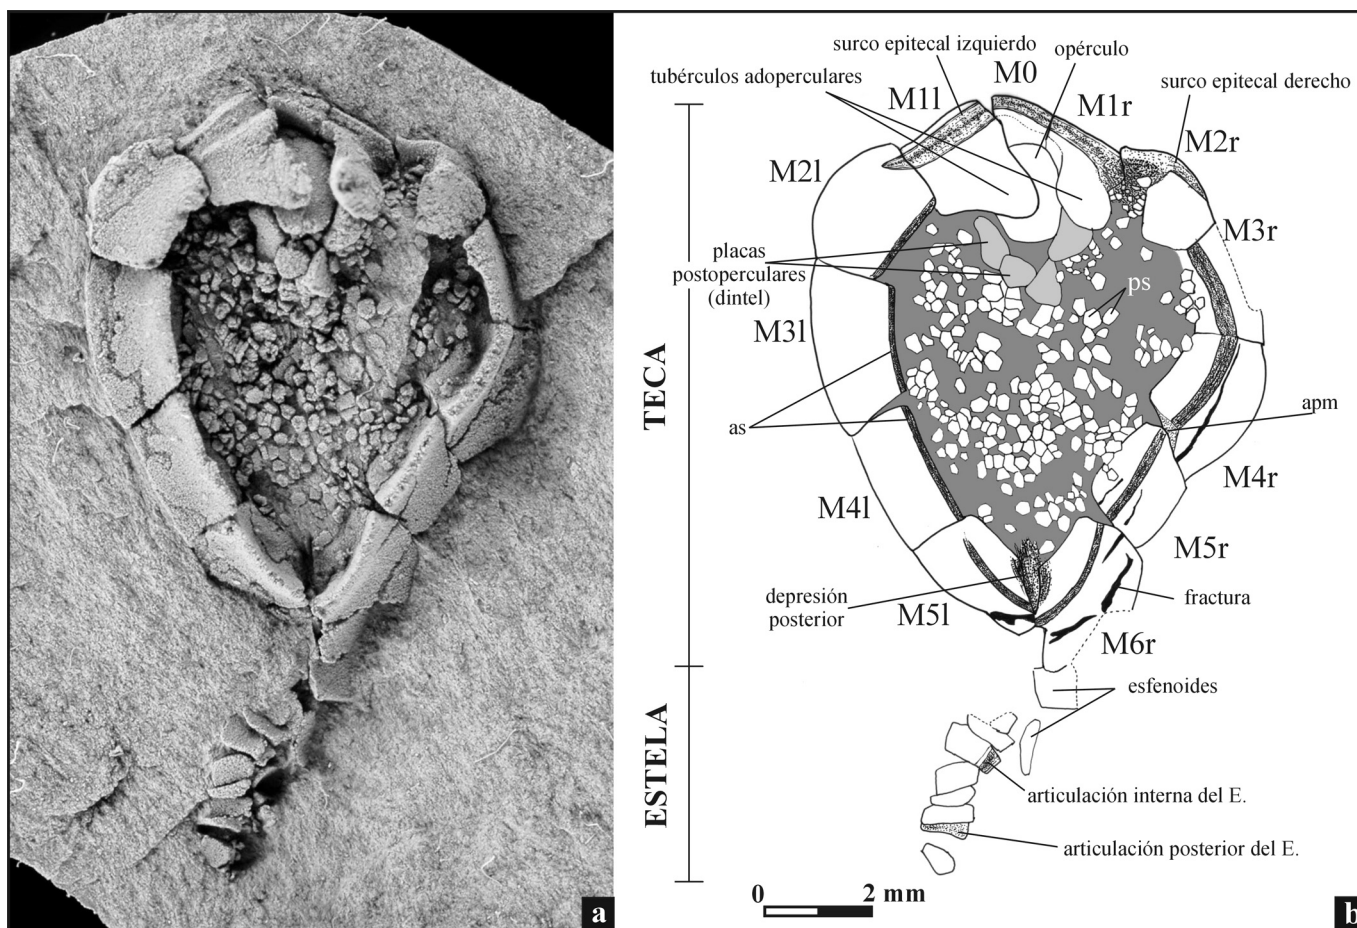 surco epitecal izquierdo
opérculo
M0
tubérculos adoperculares
surco epitecal derecho
M1l
M1r
M2r
M2l
M3r
placas
postoperculares
(dintel)
ps
M3l
TECA
as
apm
M4r
M4l
M5r
depresión
posterior
fractura
M5l
M6r
esfenoides
ESTELA
articulación interna del E.
articulación posterior del E.
0
2 mm
a
b